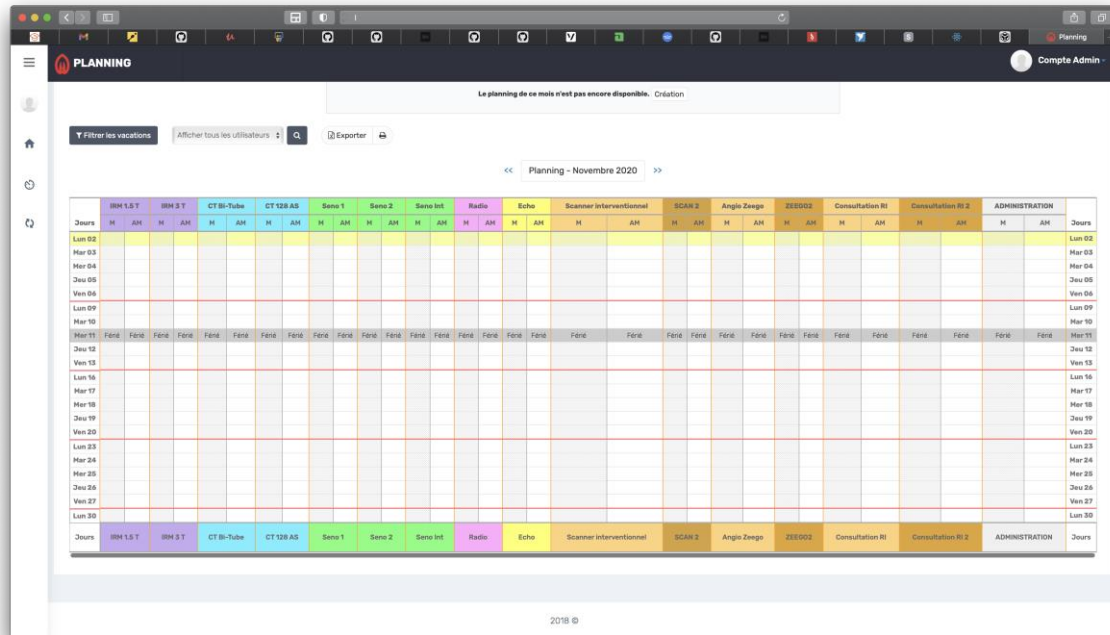 Planning
PLANNING
Compte Admin
Le planning de ce mois n'est pas encore disponible. Création
Filtrer les vacations Afficher tous les utilisateurs Exporter
<< Planning - Novembre 2020 >>
IRM 1.5 T IRM 3 T CT Bi-Tube CT 128 AS Seno 1 Seno 2 Seno Int Radio Echo Scanner interventionnel SCAN 2 Angio Zeego ZEEGO2 Consultation RI Consultation RI 2 ADMINISTRATION
Jours M AM M AM M AM M AM M AM M AM M AM M AM M AM M AM M AM M AM M AM M AM M AM M AM Jours
Lun 02 Lun 02
Mar 03 Mar 03
Mer 04 Mer 04
Jeu 05 Jeu 05
Ven 06 Ven 06
Lun 09 Lun 09
Mar 10 Mar 10
Mer 11 Férié Férié Férié Férié Férié Férié Férié Férié Férié Férié Férié Férié Férié Férié Férié Férié Férié Férié Férié Férié Férié Férié Férié Férié Férié Férié Férié Férié Férié Férié Férié Férié Mer 11
Jeu 12 Jeu 12
Ven 13 Ven 13
Lun 16 Lun 16
Mar 17 Mar 17
Mer 18 Mer 18
Jeu 19 Jeu 19
Ven 20 Ven 20
Lun 23 Lun 23
Mar 24 Mar 24
Mer 25 Mer 25
Jeu 26 Jeu 26
Ven 27 Ven 27
Lun 30 Lun 30
Jours IRM 1.5 T IRM 3 T CT Bi-Tube CT 128 AS Seno 1 Seno 2 Seno Int Radio Echo Scanner interventionnel SCAN 2 Angio Zeego ZEEGO2 Consultation RI Consultation RI 2 ADMINISTRATION Jours
2018 ©